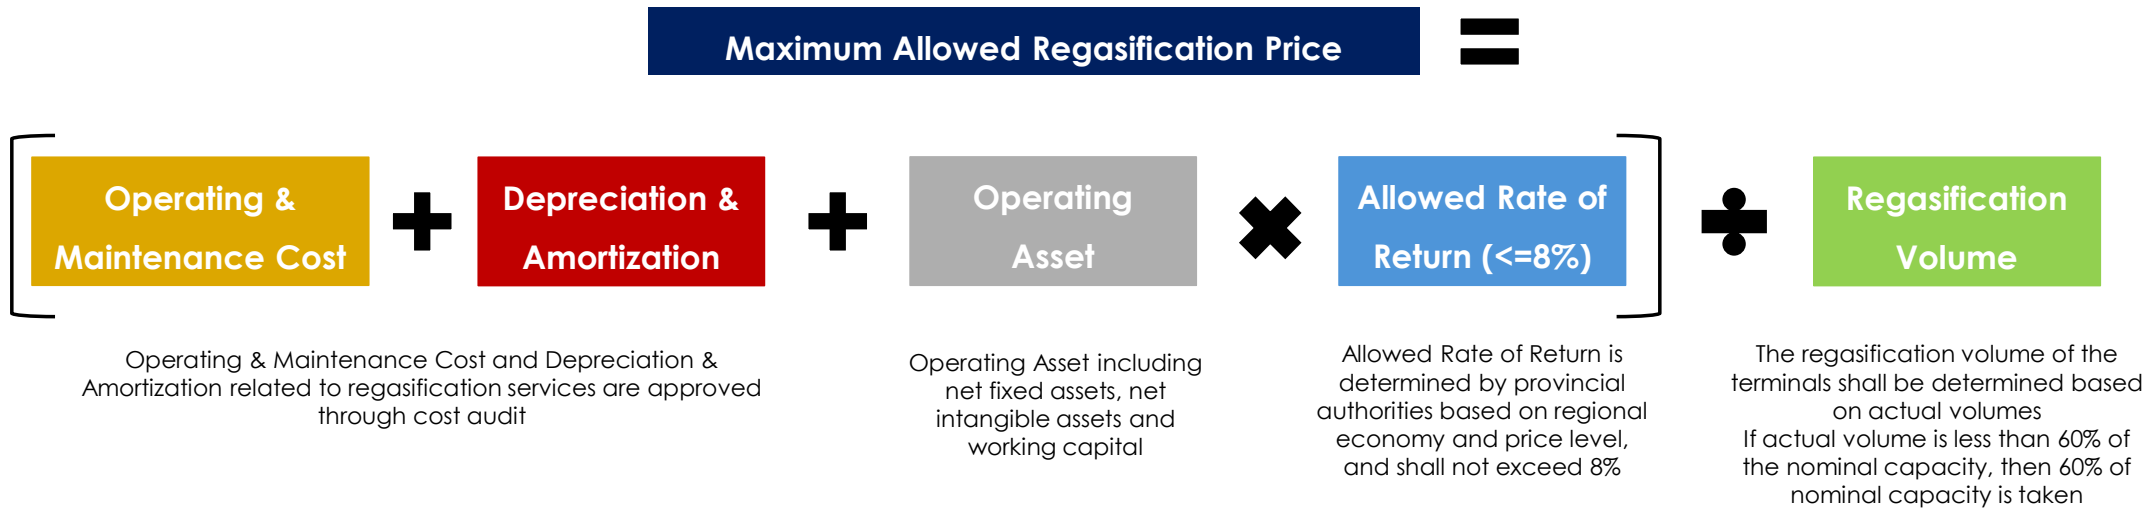 Maximum Allowed Regasification Price =
[ Operating &
Maintenance Cost
+
Depreciation &
Amortization
+
Operating
Asset
×
Allowed Rate of
Return (<=8%)
]
÷
Regasification
Volume
Operating & Maintenance Cost and Depreciation &
Amortization related to regasification services are approved
through cost audit
Operating Asset including
net fixed assets, net
intangible assets and
working capital
Allowed Rate of Return is
determined by provincial
authorities based on regional
economy and price level,
and shall not exceed 8%
The regasification volume of the
terminals shall be determined based
on actual volumes
If actual volume is less than 60% of
the nominal capacity, then 60% of
nominal capacity is taken